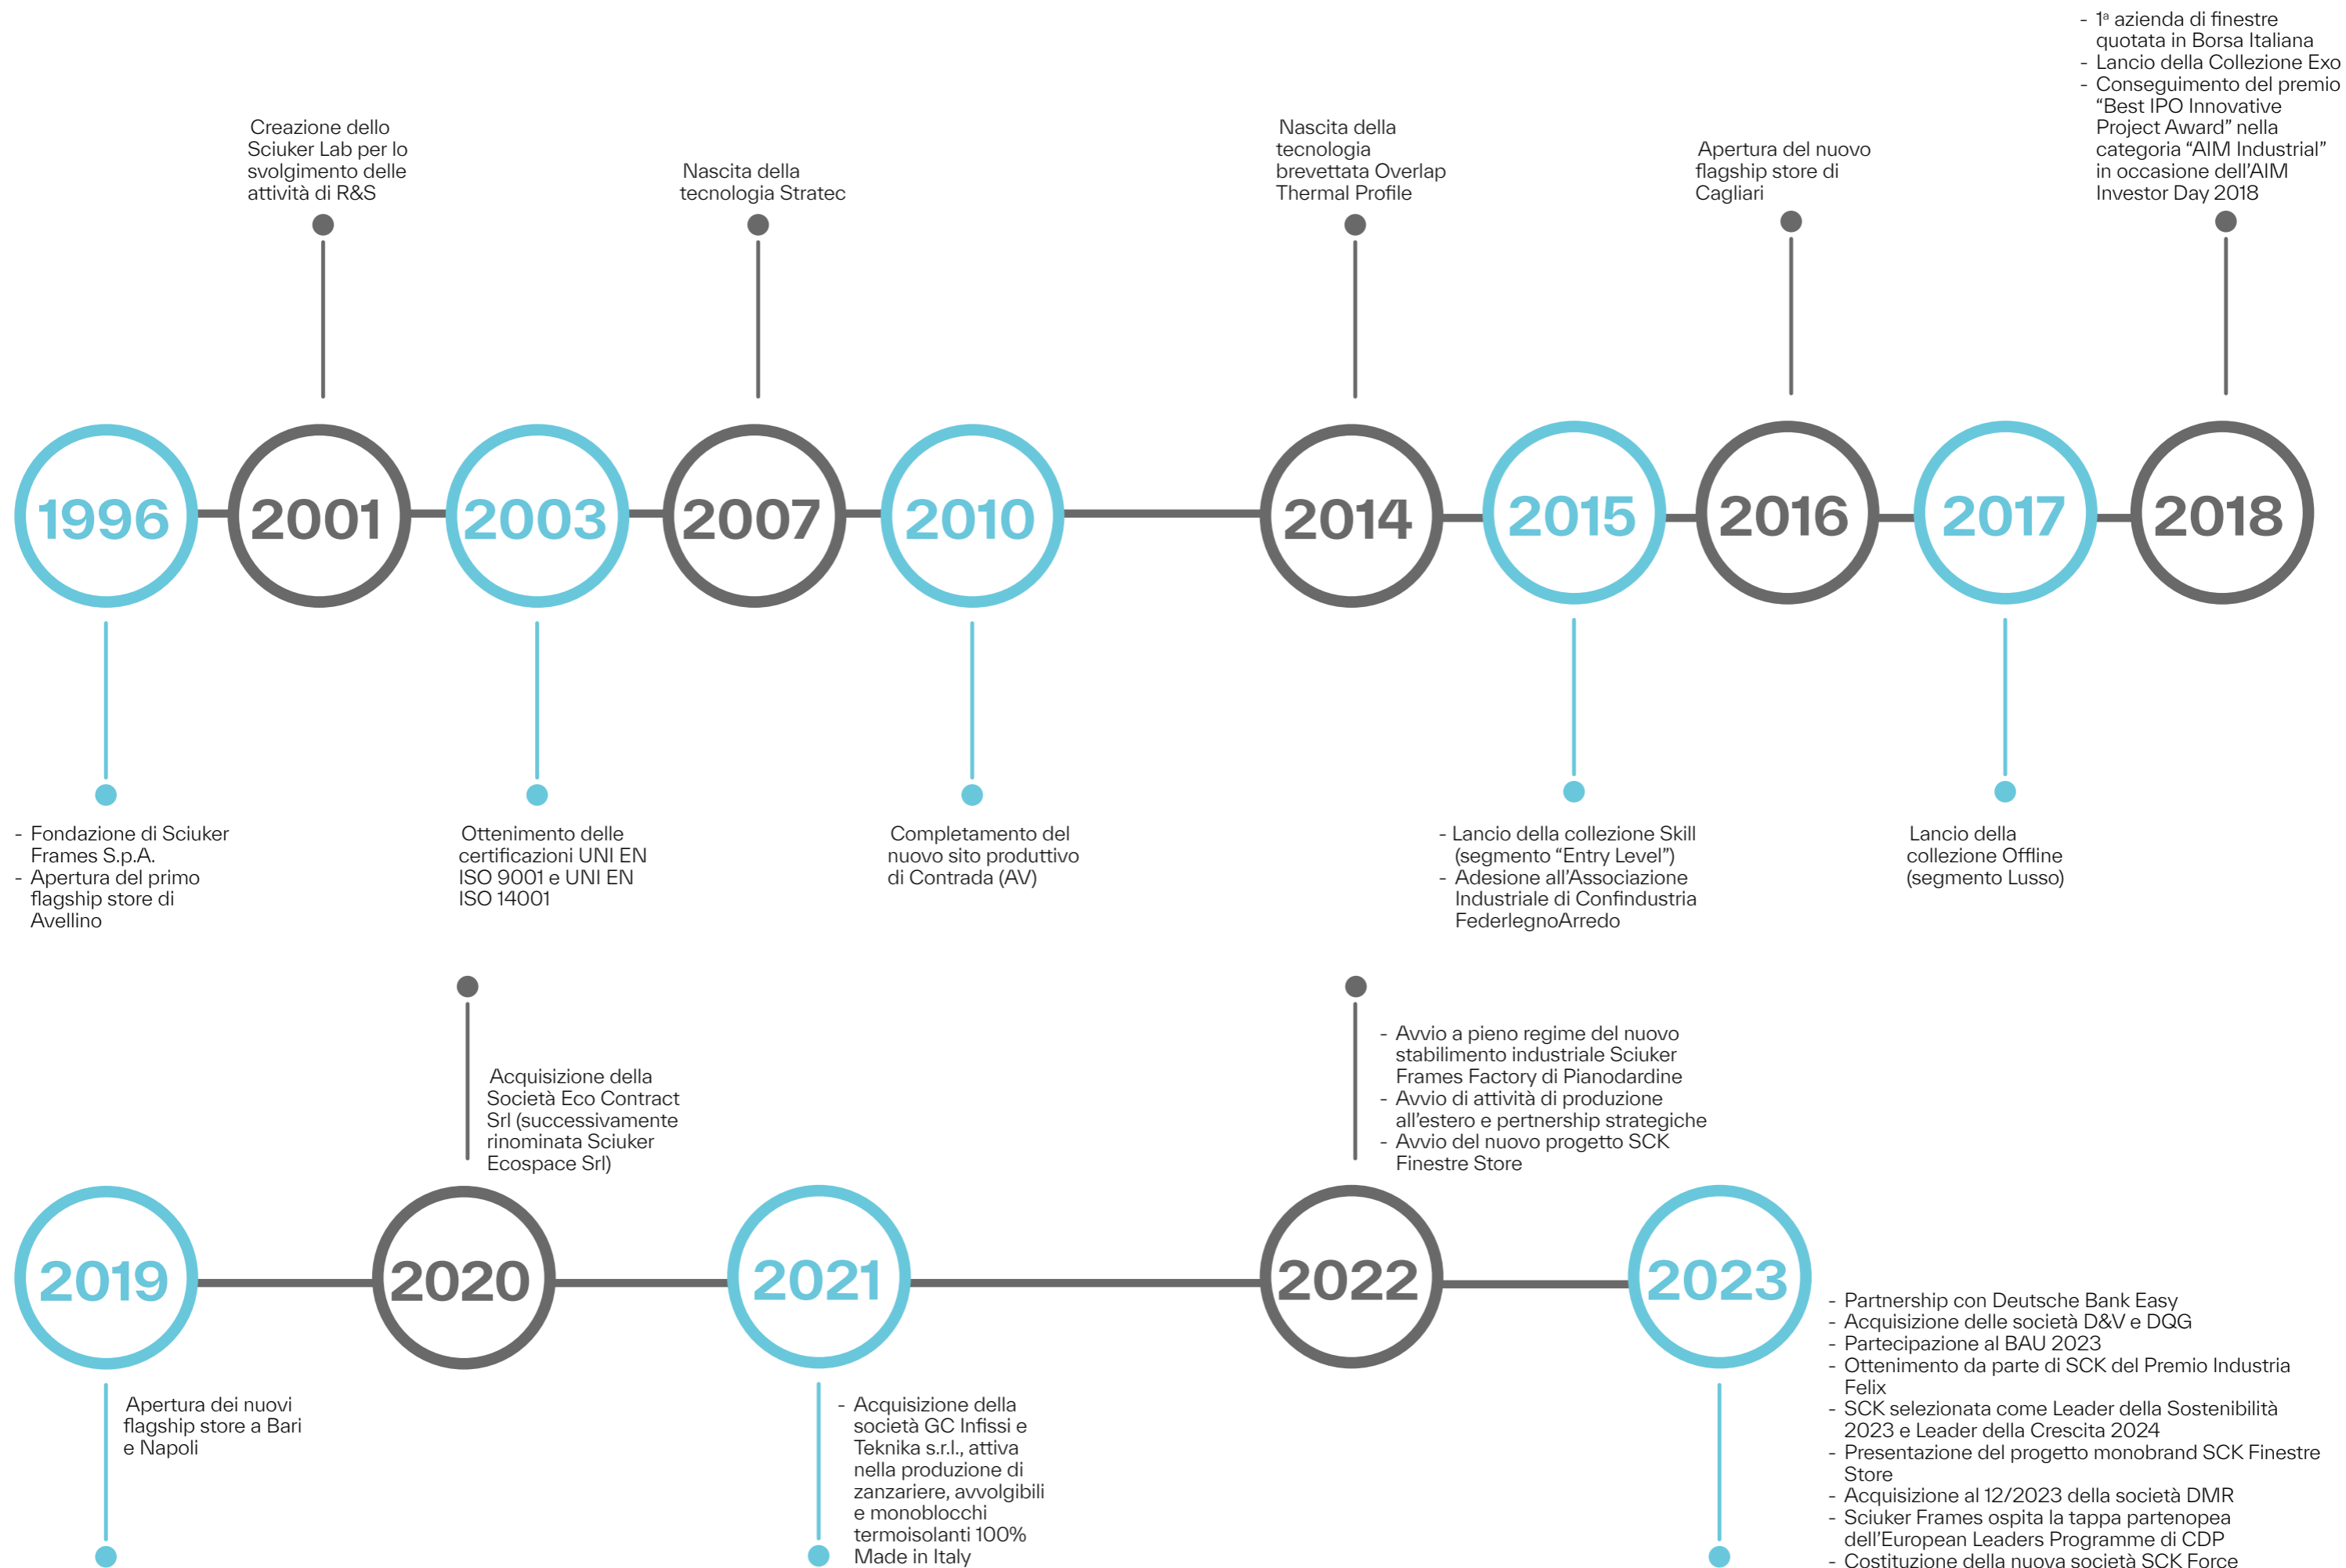 1996
- Fondazione di Sciuker
Frames S.p.A.
- Apertura del primo
flagship store di
Avellino
Creazione dello
Sciuker Lab per lo
svolgimento delle
attività di R&S
2001
2003
Ottenimento delle
certificazioni UNI EN
ISO 9001 e UNI EN
ISO 14001
Nascita della
tecnologia Stratec
2007
2010
Completamento del
nuovo sito produttivo
di Contrada (AV)
Nascita della
tecnologia
brevettata Overlap
Thermal Profile
2014
2015
- Lancio della collezione Skill
(segmento “Entry Level”)
- Adesione all’Associazione
Industriale di Confindustria
FederlegnoArredo
Apertura del nuovo
flagship store di
Cagliari
2016
2017
Lancio della
collezione Offline
(segmento Lusso)
- 1ª azienda di finestre
quotata in Borsa Italiana
- Lancio della Collezione Exo
- Conseguimento del premio
“Best IPO Innovative
Project Award” nella
categoria “AIM Industrial”
in occasione dell’AIM
Investor Day 2018
2018
2019
Apertura dei nuovi
flagship store a Bari
e Napoli
Acquisizione della
Società Eco Contract
Srl (successivamente
rinominata Sciuker
Ecospace Srl)
2020
2021
- Acquisizione della
società GC Infissi e
Teknika s.r.l., attiva
nella produzione di
zanzariere, avvolgibili
e monoblocchi
termoisolanti 100%
Made in Italy
- Avvio a pieno regime del nuovo
stabilimento industriale Sciuker
Frames Factory di Pianodardine
- Avvio di attività di produzione
all’estero e pertnership strategiche
- Avvio del nuovo progetto SCK
Finestre Store
2022
2023
- Partnership con Deutsche Bank Easy
- Acquisizione delle società D&V e DQG
- Partecipazione al BAU 2023
- Ottenimento da parte di SCK del Premio Industria
Felix
- SCK selezionata come Leader della Sostenibilità
2023 e Leader della Crescita 2024
- Presentazione del progetto monobrand SCK Finestre
Store
- Acquisizione al 12/2023 della società DMR
- Sciuker Frames ospita la tappa partenopea
dell’European Leaders Programme di CDP
- Costituzione della nuova società SCK Force